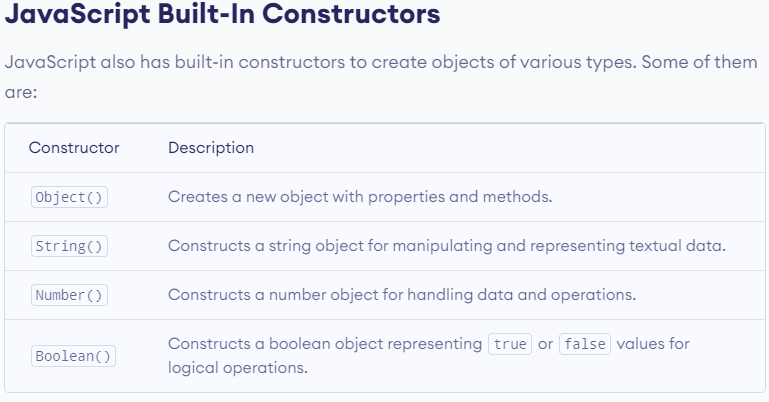 JavaScript Built-In Constructors
JavaScript also has built-in constructors to create objects of various types. Some of them
are:
Constructor Description
Object() Creates a new object with properties and methods.
String() Constructs a string object for manipulating and representing textual data.
Number() Constructs a number object for handling data and operations.
Boolean() Constructs a boolean object representing true or false values for
logical operations.